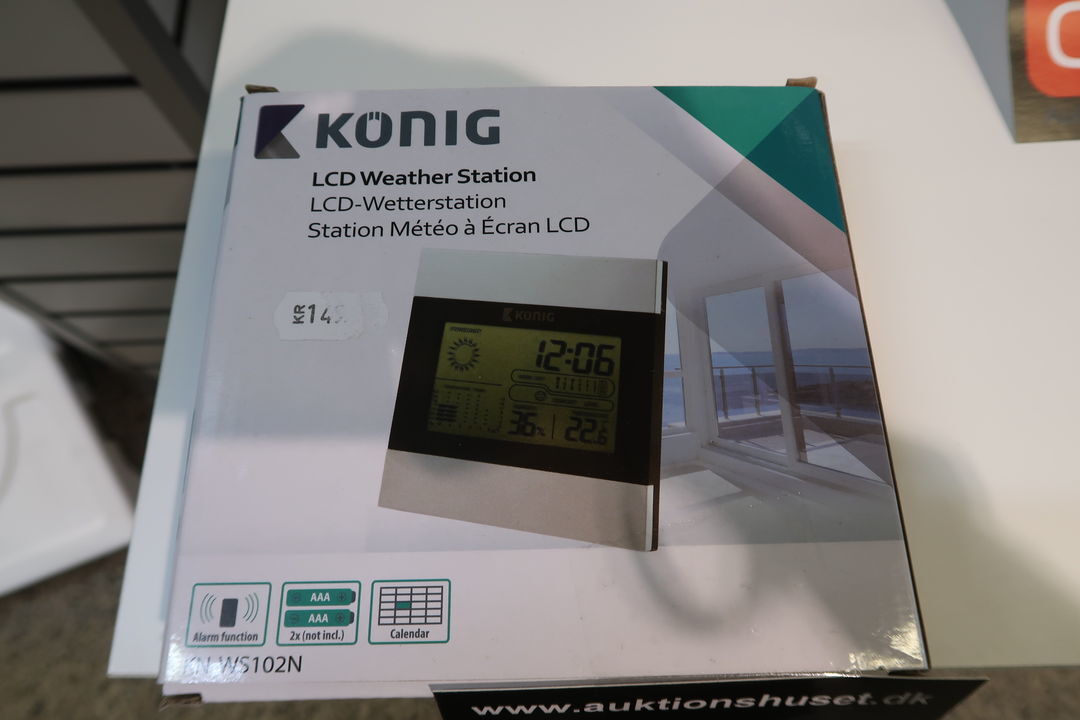 KÖNIG
LCD Weather Station
LCD-Wetterstation
Station Météo à Écran LCD
KR
KÖNIG
12:06
36%
22.6
AAA
AAA
Alarm function
2x (not incl.)
Calendar
KN-WS102N
www.auktionshuset.dk